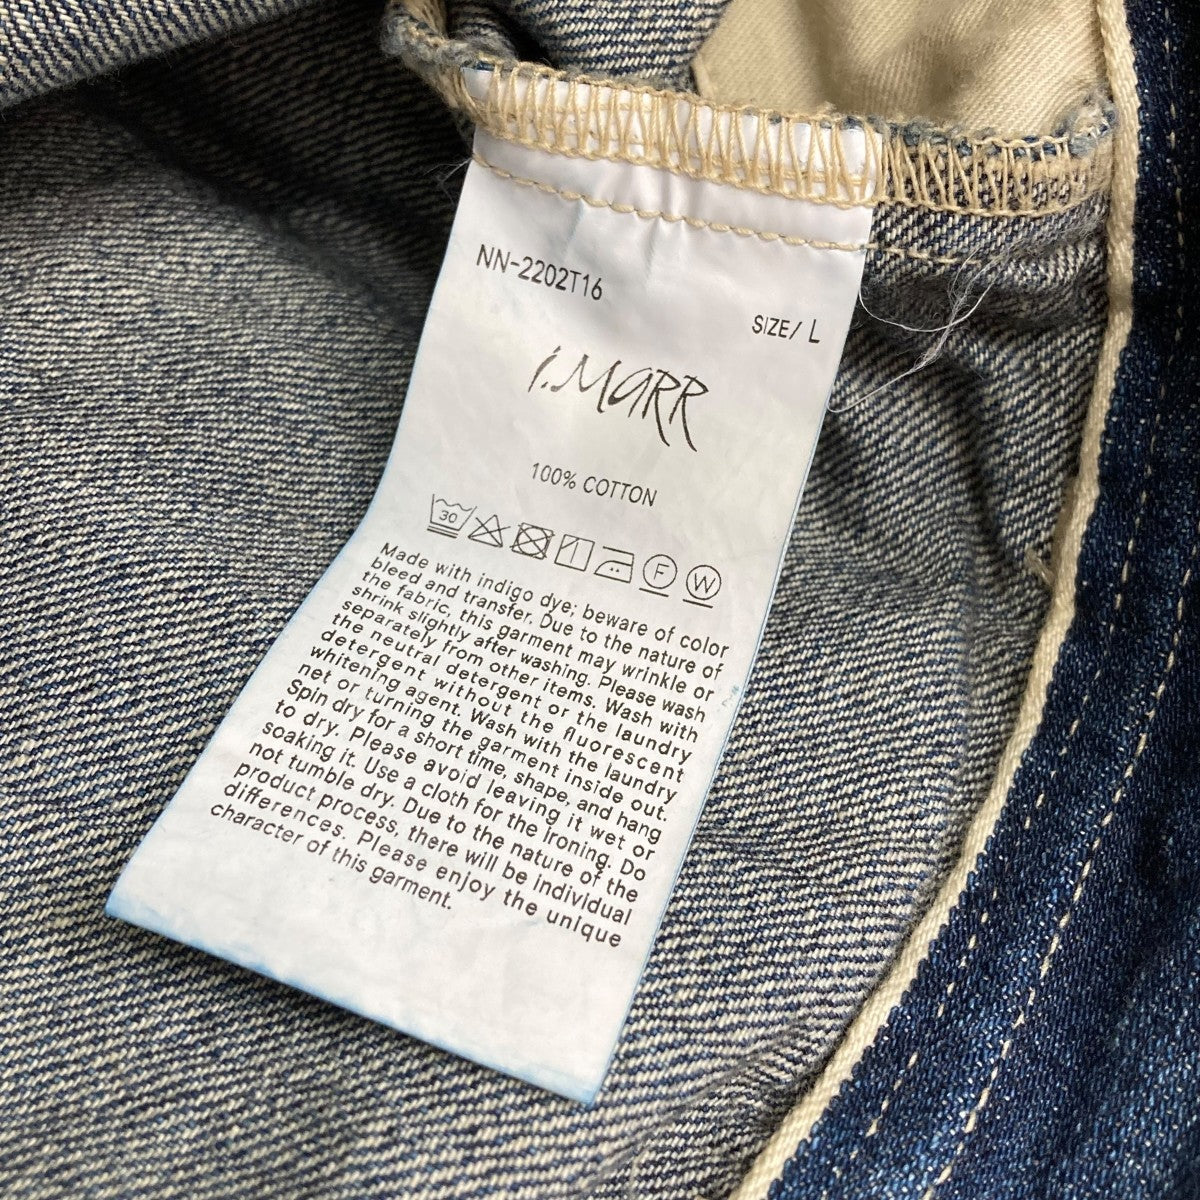 NN-2202T16
SIZE/ L
i.MARR
100% COTTON
30
F
W
Made with indigo dye; beware of color
bleed and transfer. Due to the nature of
the fabric, this garment may wrinkle or
shrink slightly after washing. Please wash
separately from other items. Wash with
the neutral detergent or the laundry
detergent without the fluorescent
whitening agent. Wash with the laundry
net or turning the garment inside out.
Spin dry for a short time, shape, and hang
to dry. Please avoid leaving it wet or
soaking it. Use a cloth for the Ironing. Do
not tumble dry. Due to the nature of the
product process, there will be individual
differences. Please enjoy the unique
character of this garment.